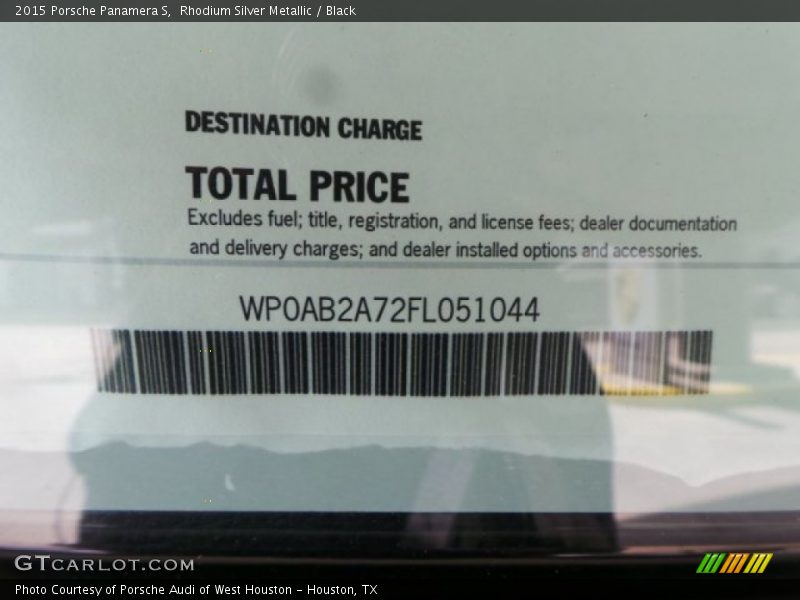 2015 Porsche Panamera S, Rhodium Silver Metallic / Black
DESTINATION CHARGE
TOTAL PRICE
Excludes fuel; title, registration, and license fees; dealer documentation
and delivery charges; and dealer installed options and accessories.
WP0AB2A72FL051044
GTCARLOT.COM
Photo Courtesy of Porsche Audi of West Houston - Houston, TX